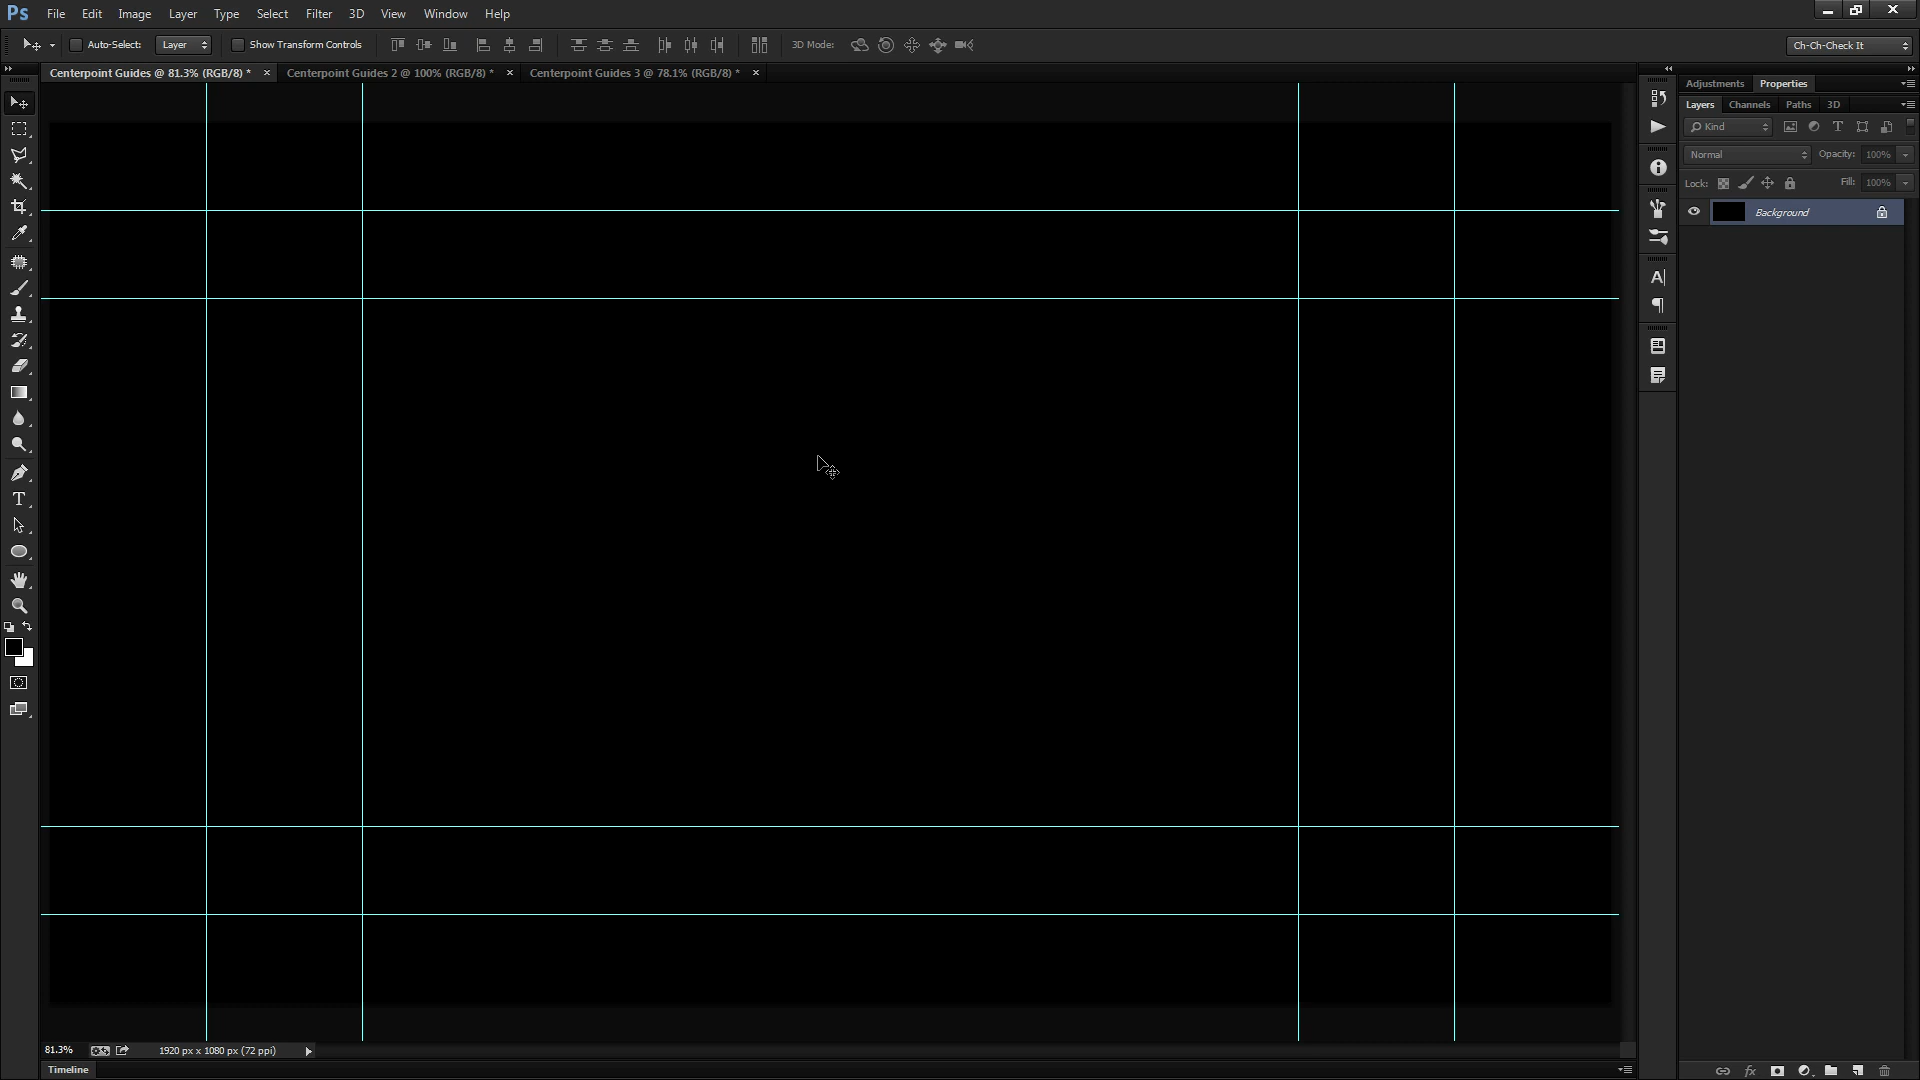 Ps File Edit Image Layer Type Select Filter 3D View Window Help
Auto-Select: Layer Show Transform Controls 3D Mode: Ch-Ch-Check It
Centerpoint Guides @ 81.3% (RGB/8) * Centerpoint Guides 2 @ 100% (RGB/8) * Centerpoint Guides 3 @ 78.1% (RGB/8) *
Adjustments Properties
Layers Channels Paths 3D
Kind
Normal Opacity: 100%
Lock: Fill: 100%
Background
81.3% 1920 px x 1080 px (72 ppi)
Timeline